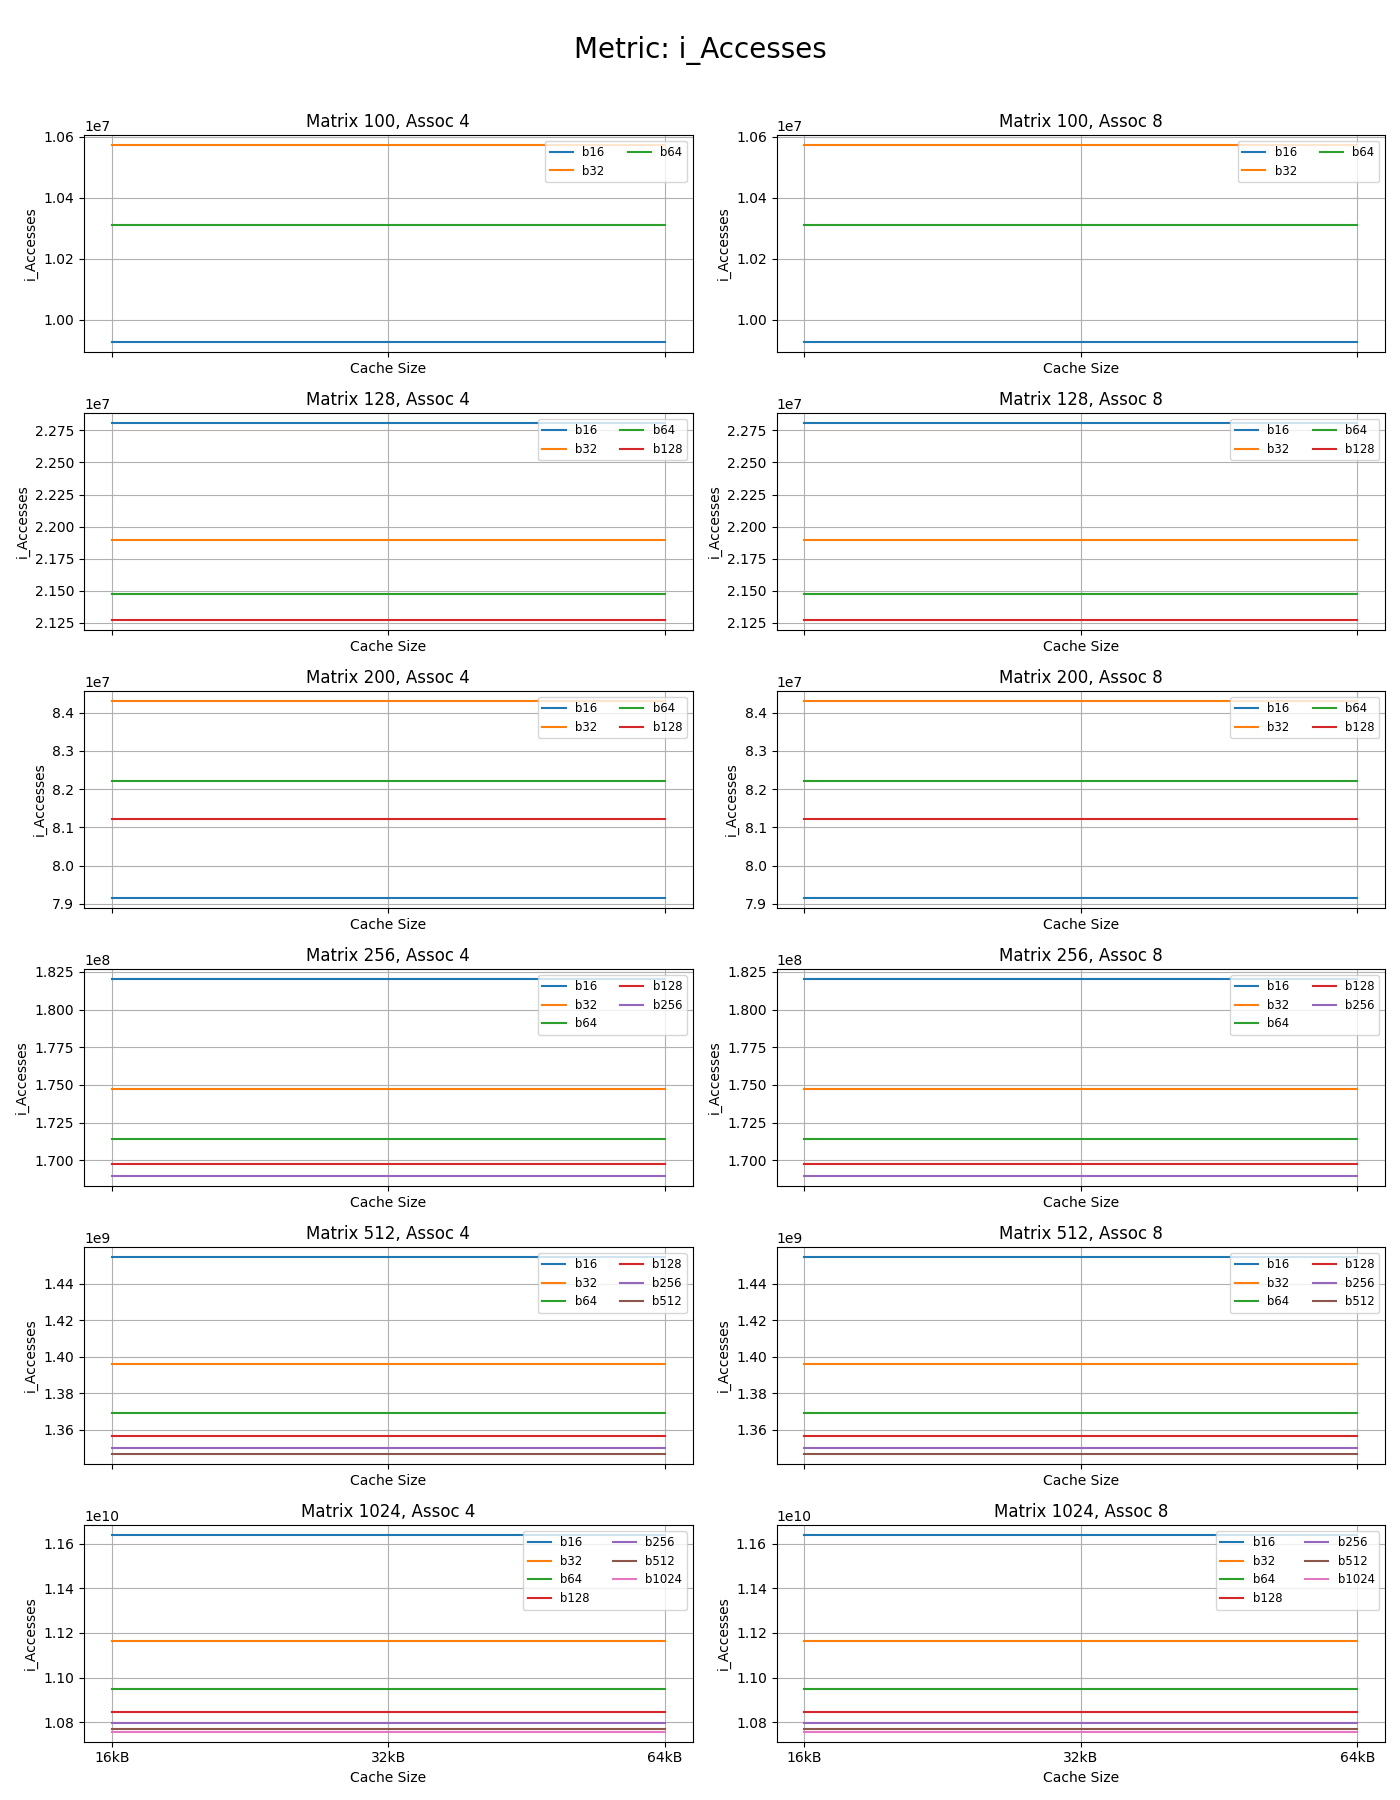 Metric: i_Accesses
Matrix 100, Assoc 4
1e7
1.06
1.04
1.02
1.00
i_Accesses
b16 b64
b32
Cache Size
Matrix 100, Assoc 8
1e7
1.06
1.04
1.02
1.00
i_Accesses
b16 b64
b32
Cache Size
Matrix 128, Assoc 4
1e7
2.275
2.250
2.225
2.200
2.175
2.150
2.125
i_Accesses
b16 b64
b32 b128
Cache Size
Matrix 128, Assoc 8
1e7
2.275
2.250
2.225
2.200
2.175
2.150
2.125
i_Accesses
b16 b64
b32 b128
Cache Size
Matrix 200, Assoc 4
1e7
8.4
8.3
8.2
8.1
8.0
7.9
i_Accesses
b16 b64
b32 b128
Cache Size
Matrix 200, Assoc 8
1e7
8.4
8.3
8.2
8.1
8.0
7.9
i_Accesses
b16 b64
b32 b128
Cache Size
Matrix 256, Assoc 4
1e8
1.825
1.800
1.775
1.750
1.725
1.700
i_Accesses
b16 b128
b32 b256
b64
Cache Size
Matrix 256, Assoc 8
1e8
1.825
1.800
1.775
1.750
1.725
1.700
i_Accesses
b16 b128
b32 b256
b64
Cache Size
Matrix 512, Assoc 4
1e9
1.44
1.42
1.40
1.38
1.36
i_Accesses
b16 b128
b32 b256
b64 b512
Cache Size
Matrix 512, Assoc 8
1e9
1.44
1.42
1.40
1.38
1.36
i_Accesses
b16 b128
b32 b256
b64 b512
Cache Size
Matrix 1024, Assoc 4
1e10
1.16
1.14
1.12
1.10
1.08
i_Accesses
b16 b256
b32 b512
b64 b1024
b128
16kB 32kB 64kB
Cache Size
Matrix 1024, Assoc 8
1e10
1.16
1.14
1.12
1.10
1.08
i_Accesses
b16 b256
b32 b512
b64 b1024
b128
16kB 32kB 64kB
Cache Size